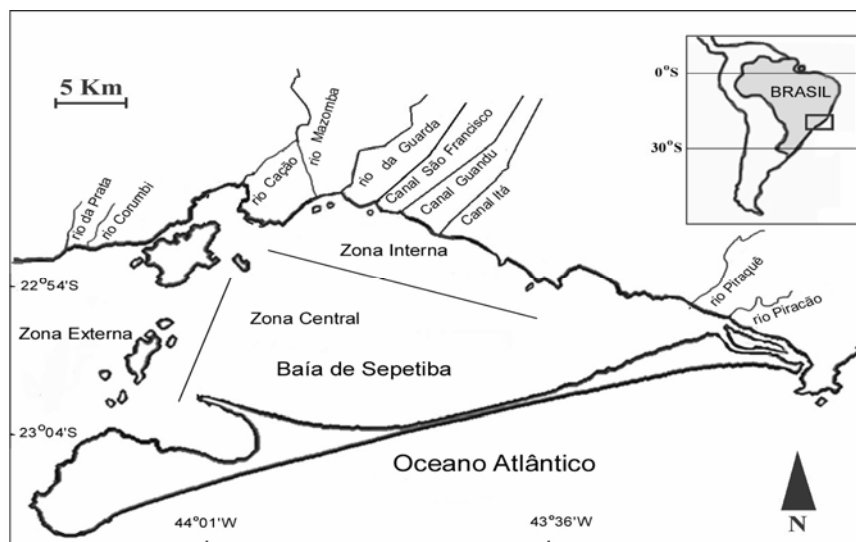 5 Km
0°S
BRASIL
30°S
rio da Prata
rio Corumbi
rio Cação
rio Mazomba
rio da Guarda
Canal São Francisco
Canal Guandu
Canal Itá
rio Piraquê
rio Piracão
Zona Interna
22°54'S
Zona Externa
Zona Central
Baía de Sepetiba
23°04'S
Oceano Atlântico
44°01'W
43°36'W
N